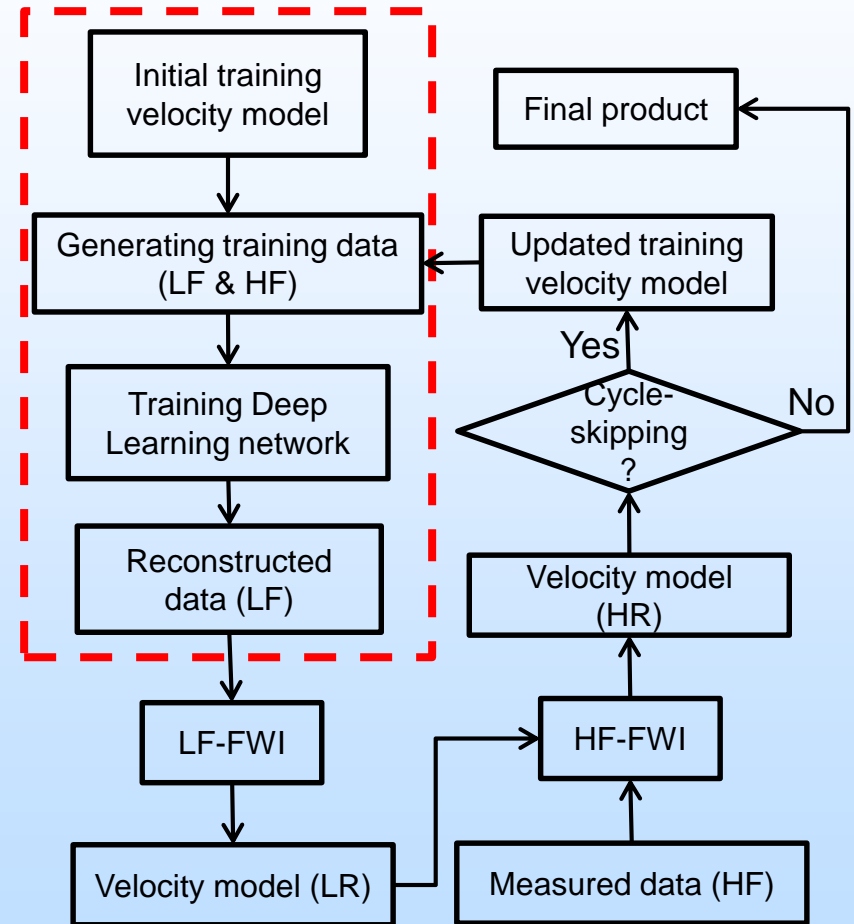 Initial training
velocity model
Final product
Generating training data
(LF & HF)
Updated training
velocity model
Yes
Training Deep
Learning network
Cycle-
skipping
?
No
Reconstructed
data (LF)
Velocity model
(HR)
LF-FWI
HF-FWI
Velocity model (LR)
Measured data (HF)